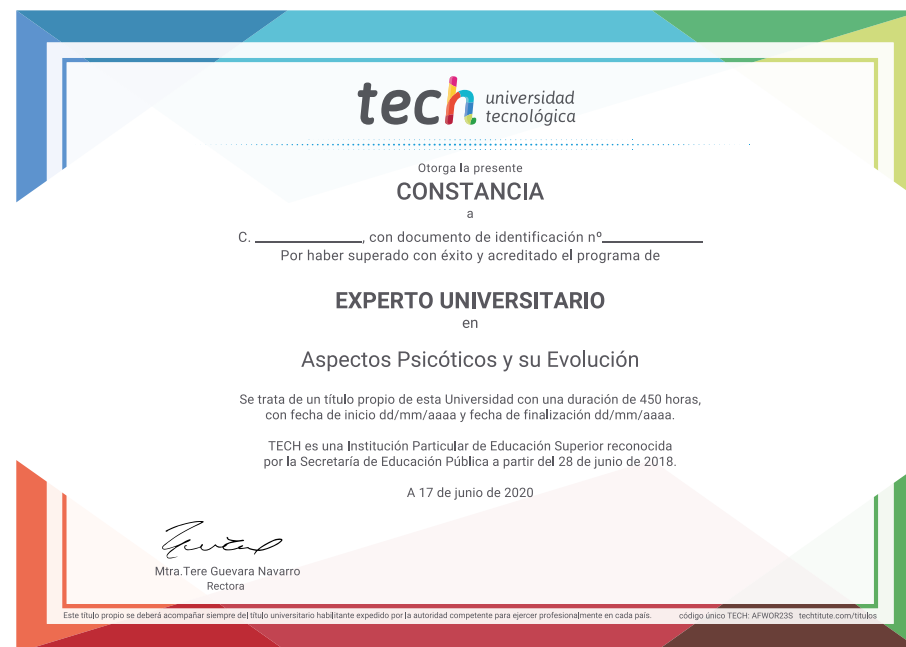 tech universidad
tecnológica
Otorga la presente
CONSTANCIA
a
C. ____________, con documento de identificación nº____________
Por haber superado con éxito y acreditado el programa de
EXPERTO UNIVERSITARIO
en
Aspectos Psicóticos y su Evolución
Se trata de un título propio de esta Universidad con una duración de 450 horas,
con fecha de inicio dd/mm/aaaa y fecha de finalización dd/mm/aaaa.
TECH es una Institución Particular de Educación Superior reconocida
por la Secretaría de Educación Pública a partir del 28 de junio de 2018.
A 17 de junio de 2020
Mtra.Tere Guevara Navarro
Rectora
Este título propio se deberá acompañar siempre del título universitario habilitante expedido por la autoridad competente para ejercer profesionalmente en cada país. código único TECH: AFWOR23S techtitute.com/titulos